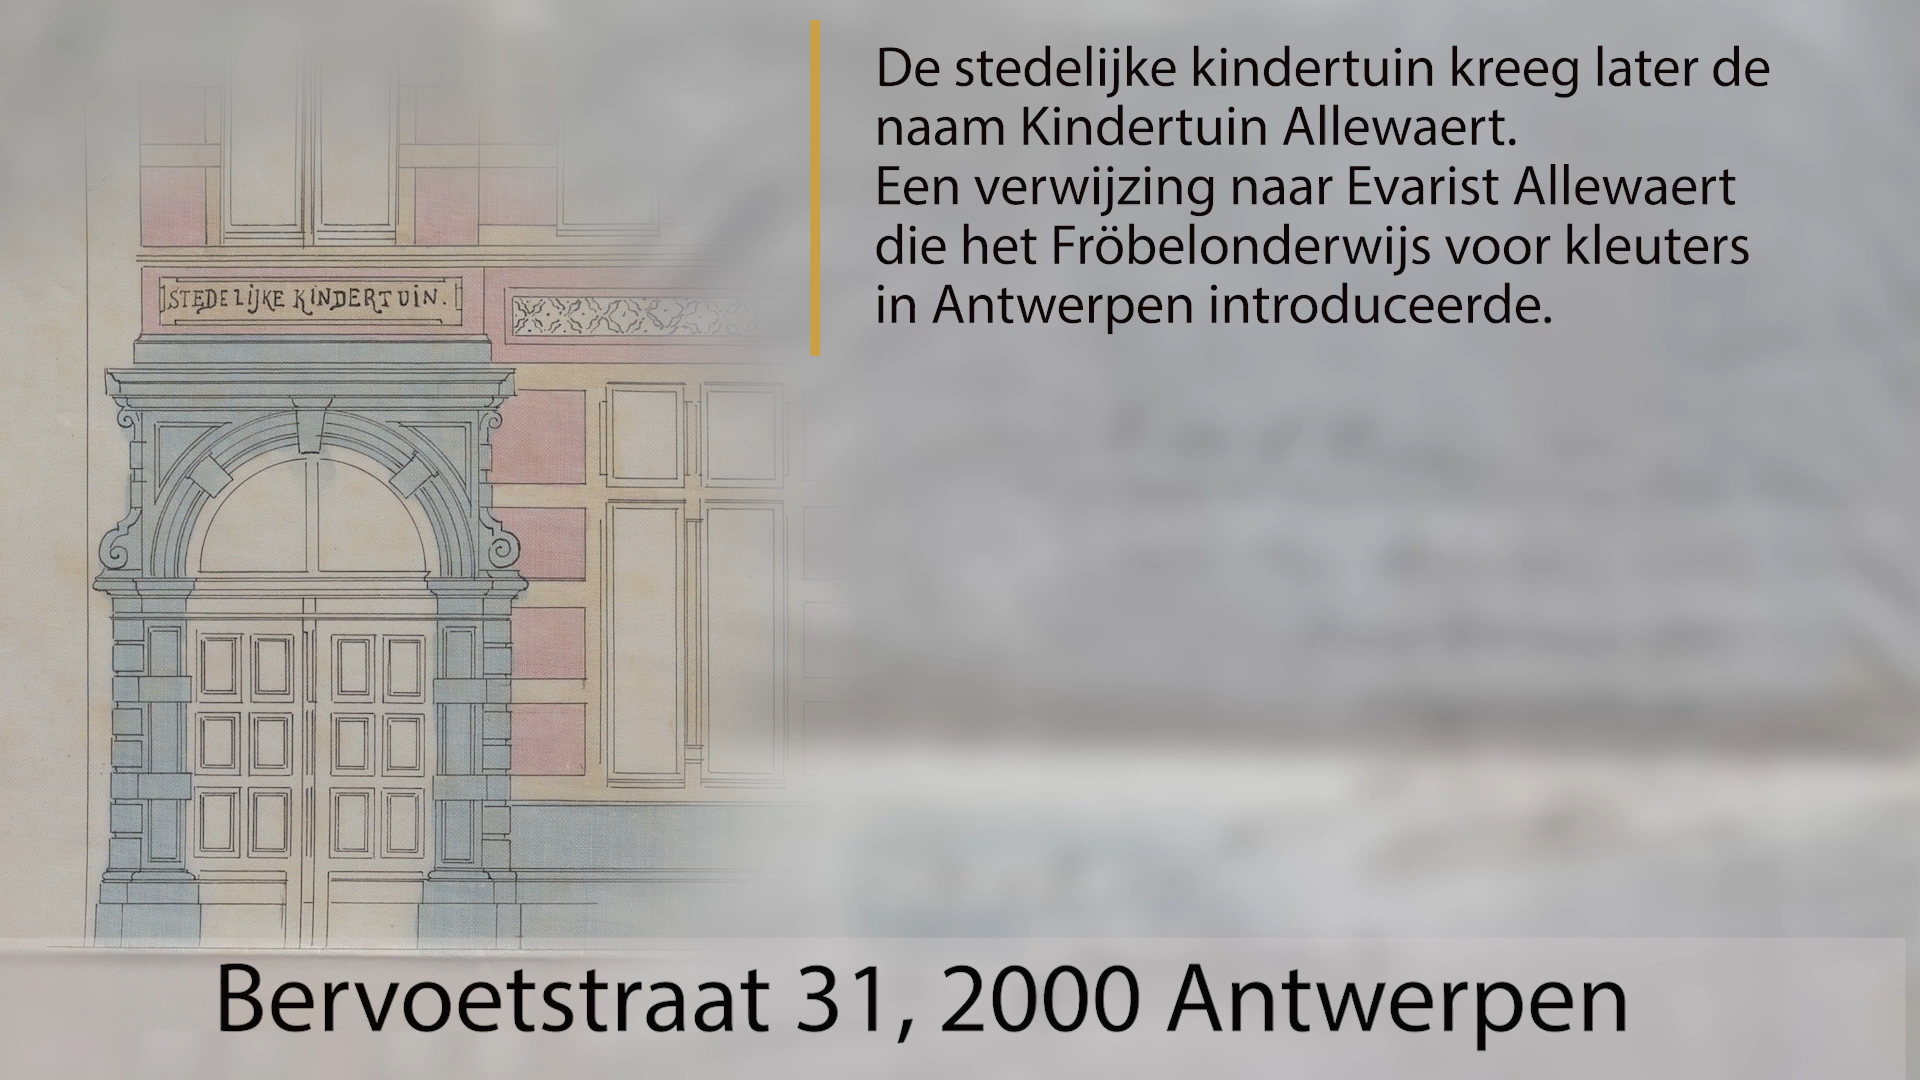 De stedelijke kindertuin kreeg later de
naam Kindertuin Allewaert.
Een verwijzing naar Evarist Allewaert
die het Fröbelonderwijs voor kleuters
in Antwerpen introduceerde.
STEDELIJKE KINDERTUIN.
Bervoetstraat 31, 2000 Antwerpen